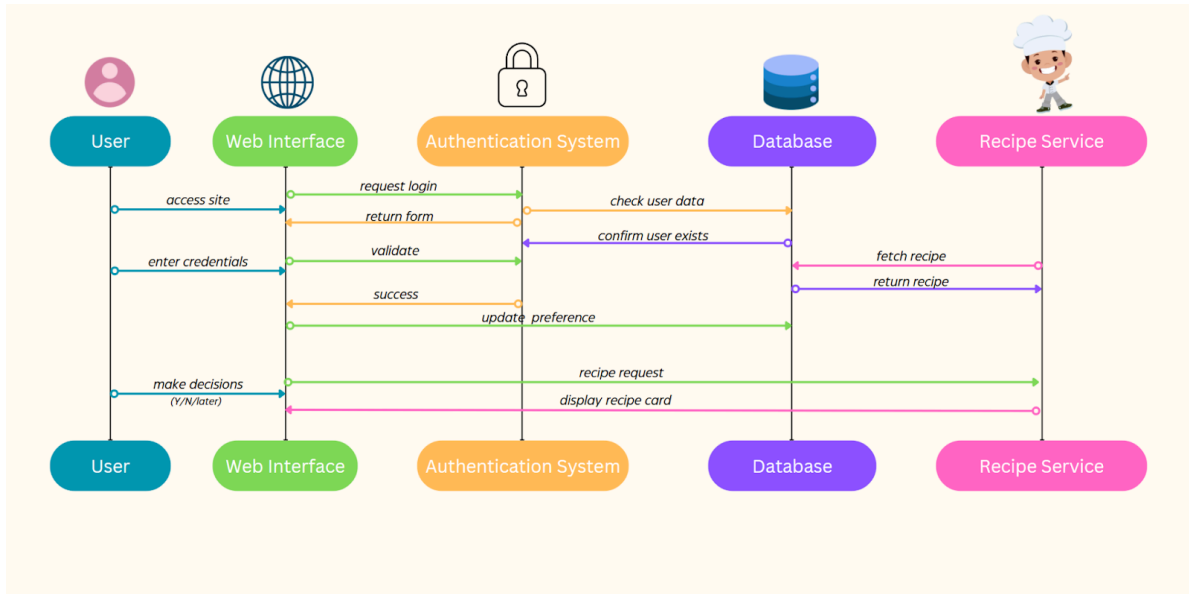 User
Web Interface
Authentication System
Database
Recipe Service
request login
access site
check user data
return form
confirm user exists
validate
fetch recipe
enter credentials
return recipe
success
update preference
recipe request
make decisions
(Y/N/later)
display recipe card
User
Web Interface
Authentication System
Database
Recipe Service